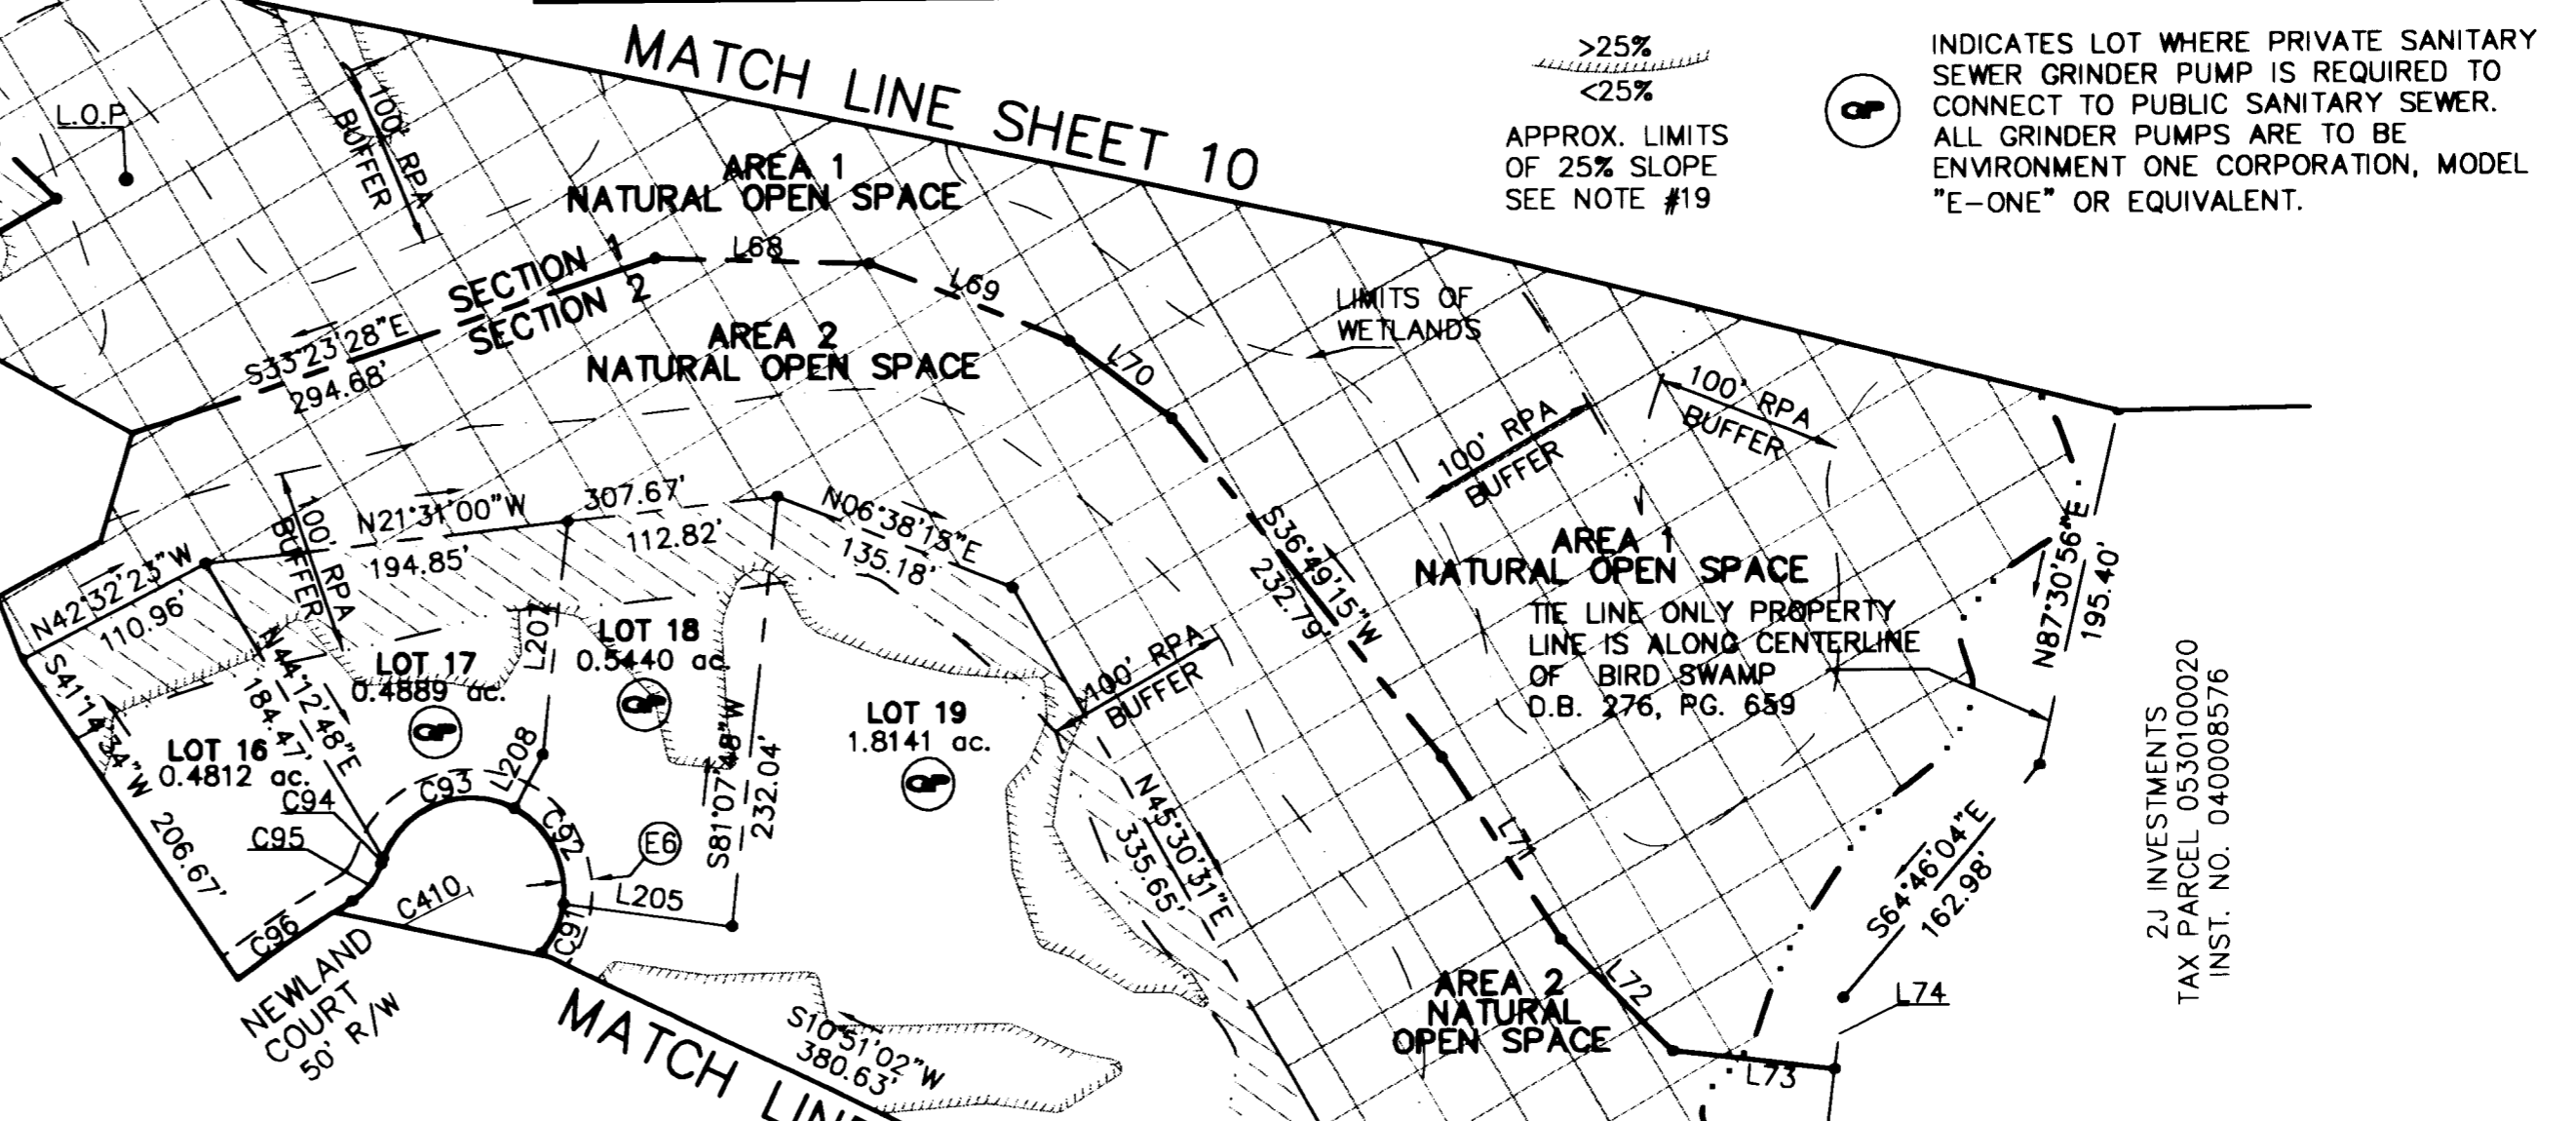 MATCH LINE SHEET 10
>25%
<25%
APPROX. LIMITS
OF 25% SLOPE
SEE NOTE #19
GP
INDICATES LOT WHERE PRIVATE SANITARY
SEWER GRINDER PUMP IS REQUIRED TO
CONNECT TO PUBLIC SANITARY SEWER.
ALL GRINDER PUMPS ARE TO BE
ENVIRONMENT ONE CORPORATION, MODEL
"E-ONE" OR EQUIVALENT.
L.O.P.
100' RPA
BUFFER
AREA 1
NATURAL OPEN SPACE
SECTION 1
SECTION 2
L68
L69
L70
S33°23'28"E
294.68'
AREA 2
NATURAL OPEN SPACE
LIMITS OF
WETLANDS
100' RPA
BUFFER
100' RPA
BUFFER
N42°32'23"W
110.96'
100' RPA
BUFFER
N21°31'00"W
307.67'
194.85'
112.82'
N06°38'15"E
135.18'
S36°49'15"W
232.79'
AREA 1
NATURAL OPEN SPACE
TIE LINE ONLY PROPERTY
LINE IS ALONG CENTERLINE
OF BIRD SWAMP
D.B. 276, PG. 659
N87°30'56"E
195.40'
S41°14'34"W 206.67'
N44°12'48"E
184.47'
LOT 16
0.4812 ac.
LOT 17
0.4889 ac.
GP
L207
L208
LOT 18
0.5440 ac.
GP
S81°07'48"W
232.04'
LOT 19
1.8141 ac.
GP
100' RPA
BUFFER
N45°30'31"E
335.65'
C93
C94
C95
C92
C96
C410
C91
E6
L205
L71
L72
L73
L74
S64°46'04"E
162.98'
2J INVESTMENTS
TAX PARCEL 0530100020
INST. NO. 040008576
NEWLAND
COURT
50' R/W
MATCH LINE
S10°51'02"W
380.63'
AREA 2
NATURAL
OPEN SPACE